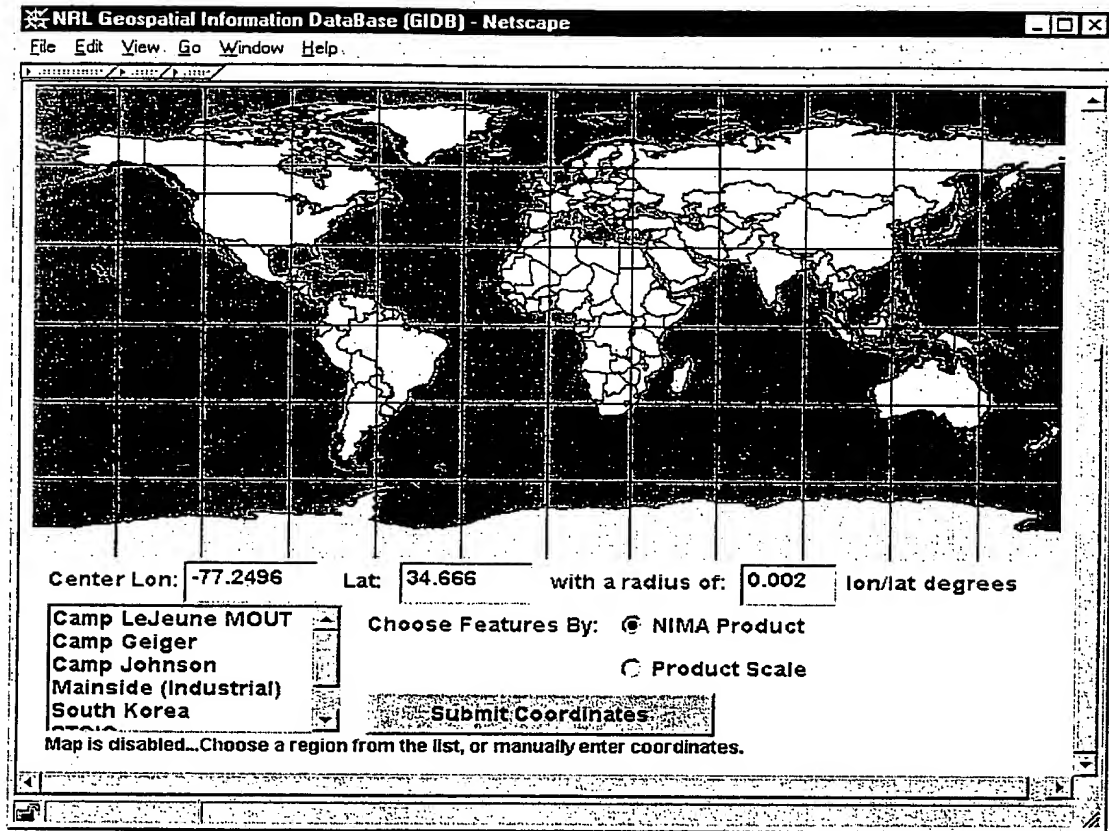 NRL Geospatial Information DataBase (GIDB) - Netscape
File Edit View Go Window Help
Center Lon: -77.2496 Lat: 34.666 with a radius of: 0.002 lon/lat degrees
Camp LeJeune MOUT
Camp Geiger
Camp Johnson
Mainside (Industrial)
South Korea
Choose Features By: NIMA Product
Product Scale
Submit Coordinates
Map is disabled...Choose a region from the list, or manually enter coordinates.